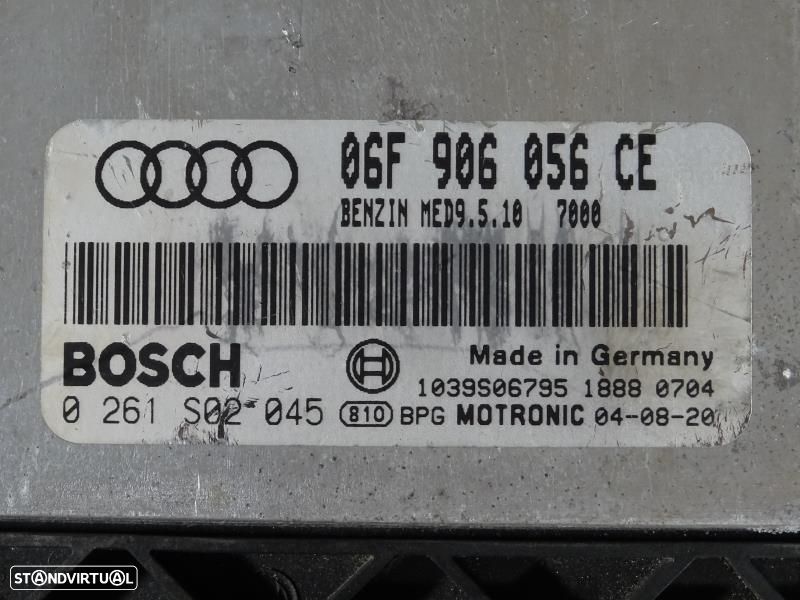 06F 906 056 CE
BENZIN MED9.5.10 7000
BOSCH
Made in Germany
1039S06795 1888 0704
0 261 S02 045 810 BPG MOTRONIC 04-08-20
STANDVIRTUAL